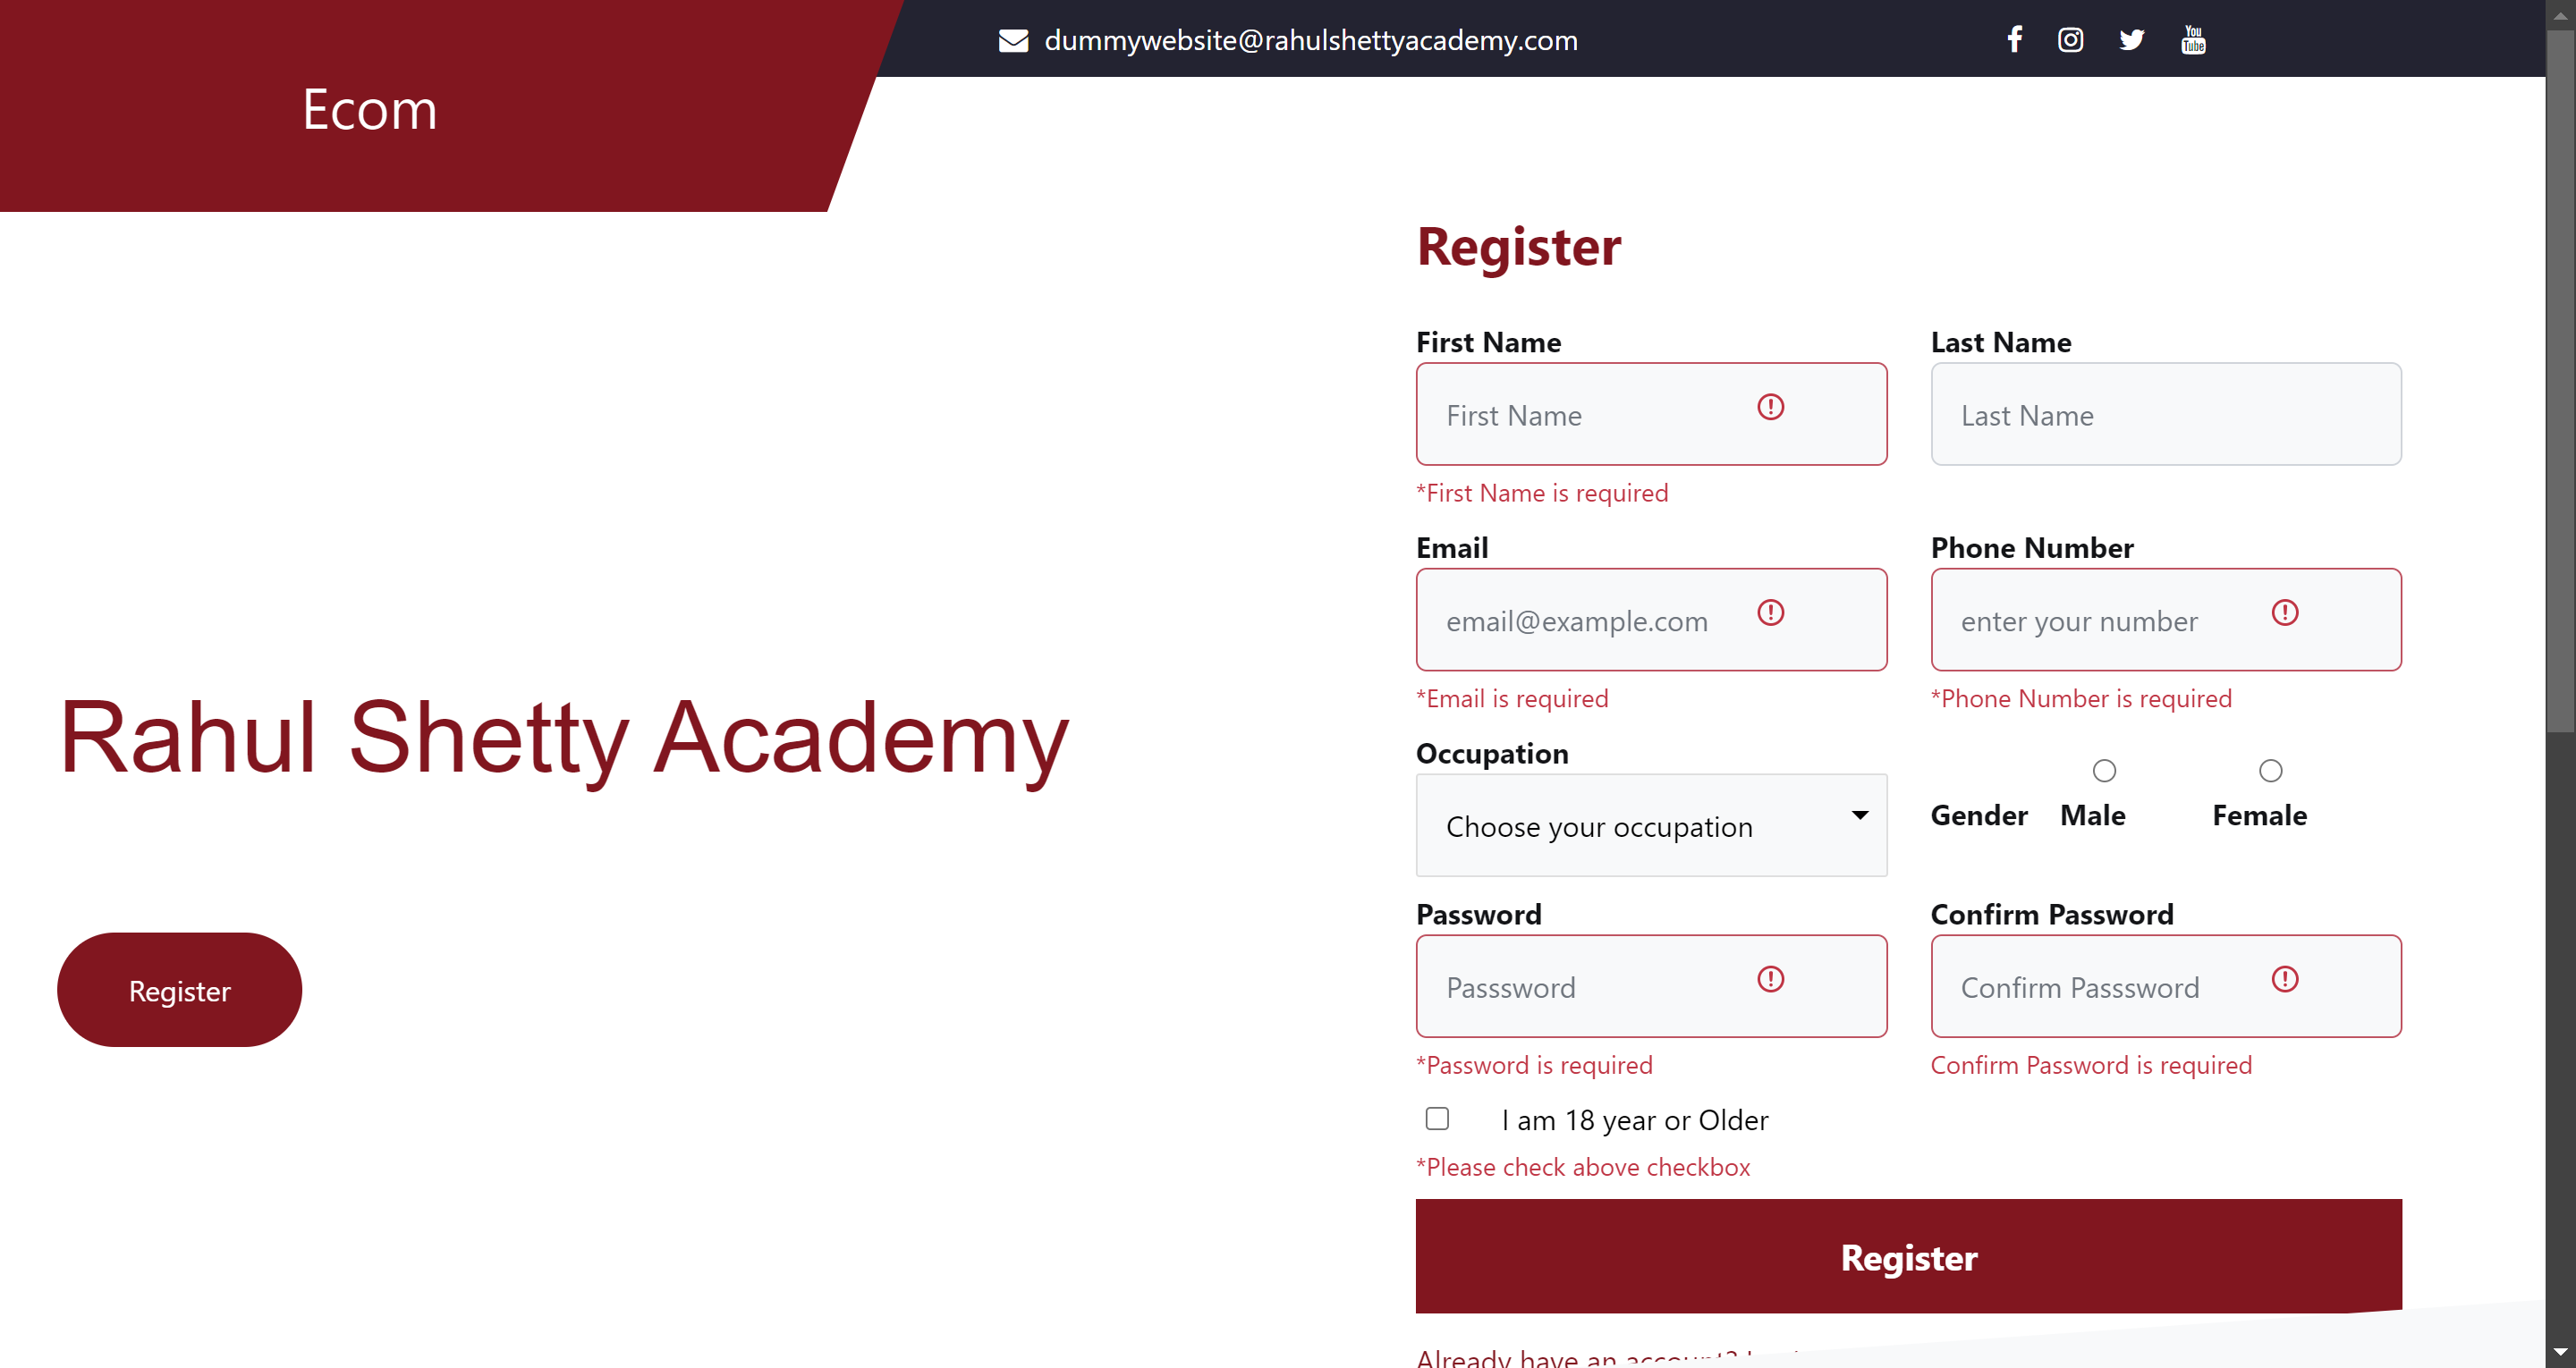 dummywebsite@rahulshettyacademy.com
You
Tube
Ecom
Register
First Name
Last Name
First Name
Last Name
*First Name is required
Email
Phone Number
email@example.com
enter your number
*Email is required
*Phone Number is required
Rahul Shetty Academy
Occupation
Choose your occupation
Gender Male Female
Password
Confirm Password
Passsword
Confirm Passsword
Register
*Password is required
Confirm Password is required
I am 18 year or Older
*Please check above checkbox
Register
Already have an account?